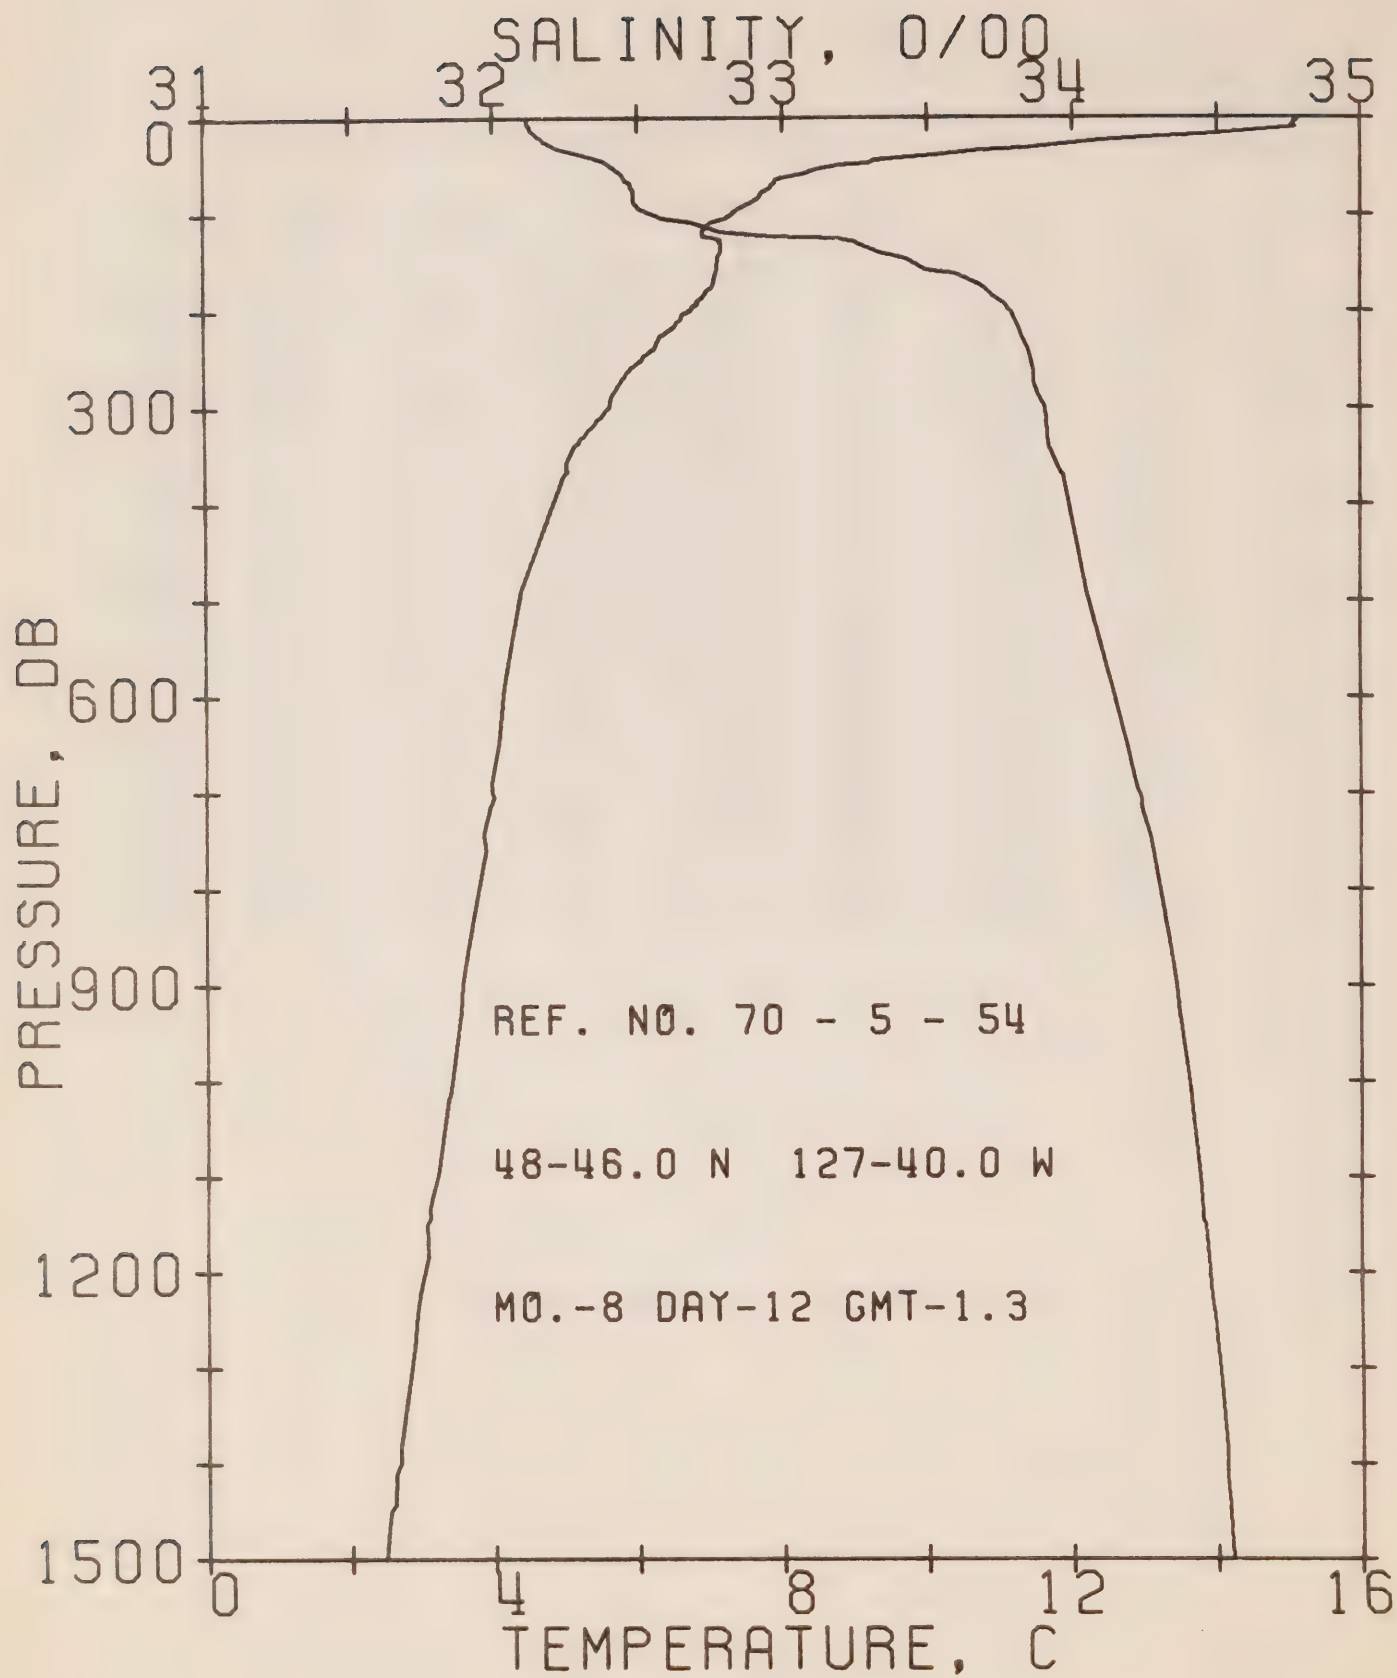 SALINITY, 0/00
31 32 33 34 35
0
300
600
900
1200
1500
PRESSURE, DB
REF. NO. 70 - 5 - 54
48-46.0 N 127-40.0 W
MO.-8 DAY-12 GMT-1.3
0 4 8 12 16
TEMPERATURE, C